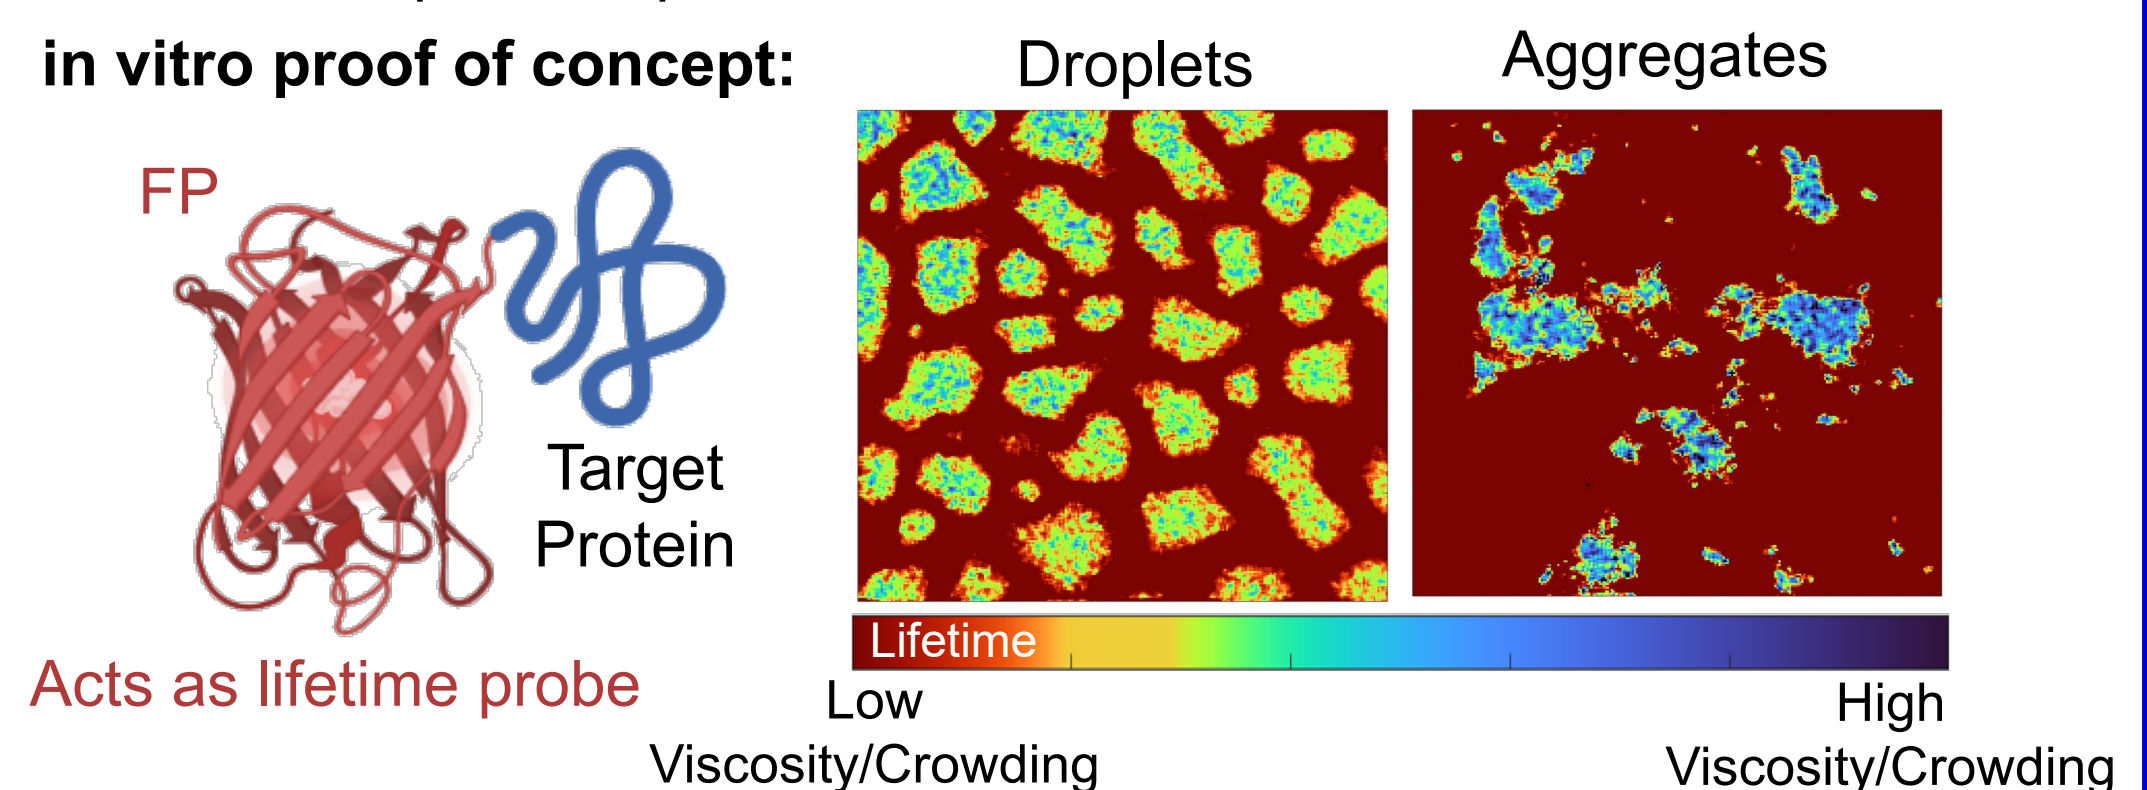 in vitro proof of concept:
Droplets
Aggregates
FP
Target
Protein
Acts as lifetime probe
Lifetime
Low
Viscosity/Crowding
High
Viscosity/Crowding